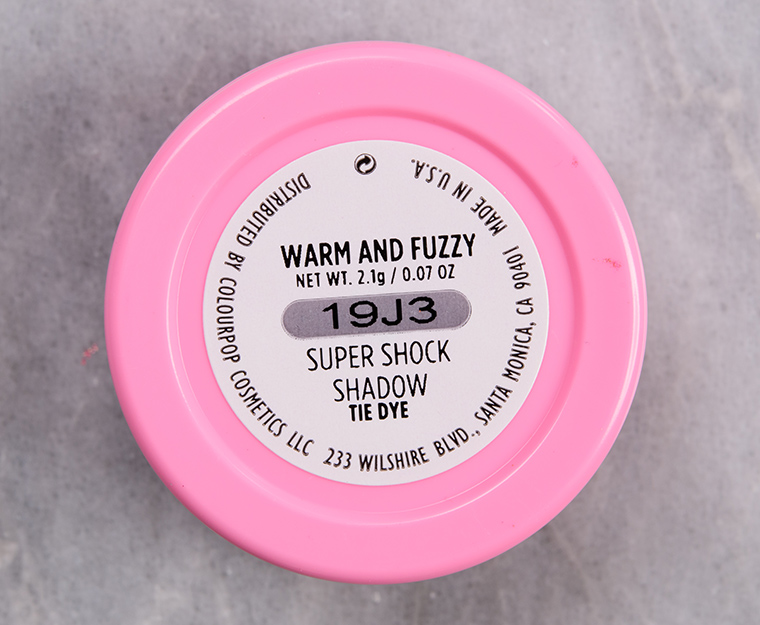 WARM AND FUZZY
NET WT. 2.1g / 0.07 OZ
19J3
SUPER SHOCK
SHADOW
TIE DYE
DISTRIBUTED BY COLOURPOP COSMETICS LLC 233 WILSHIRE BLVD., SANTA MONICA, CA 90401 MADE IN U.S.A.